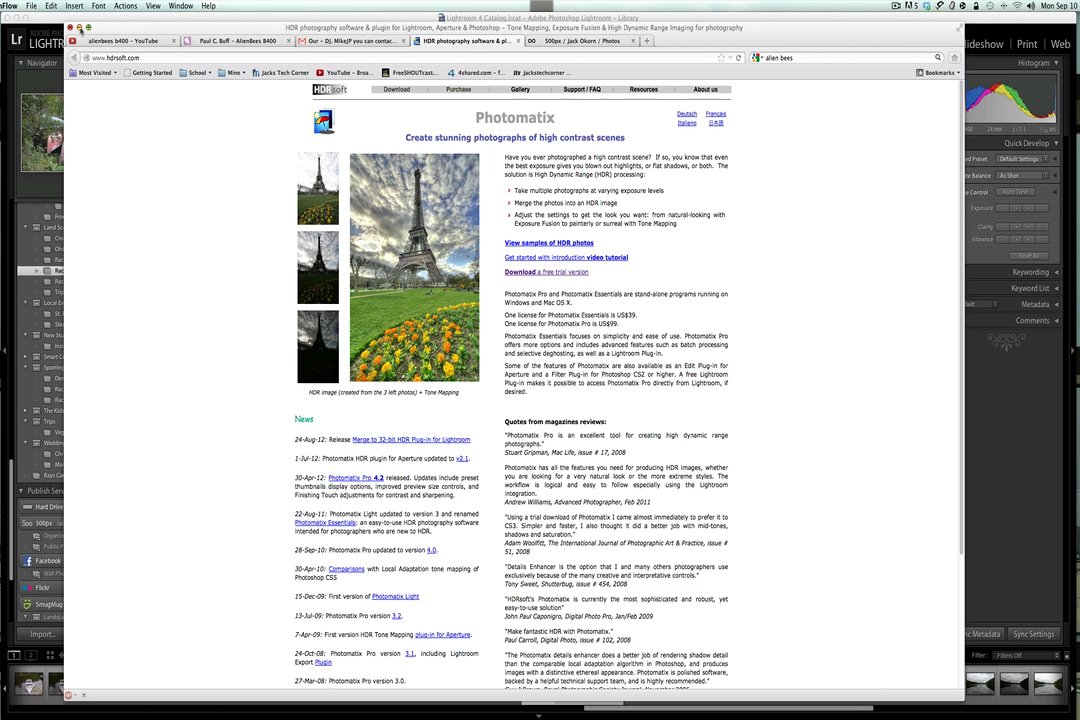 nFlow File Edit Insert Font Actions View Window Help Mon Sep 10
Lightroom 4 Catalog.lrcat – Adobe Photoshop Lightroom – Library
HDR photography software & plugin for Lightroom, Aperture & Photoshop – Tone Mapping, Exposure Fusion & High Dynamic Range Imaging for photography
alienbees b400 – YouTube × Paul C. Buff – AlienBees B400 × Our – DJ. MikeJP you can contac... × HDR photography software & pl... × 500px / Jack Okorn / Photos × +
www.hdrsoft.com alien bees
Most Visited Getting Started School Mine Jacks Tech Corner YouTube – Broa... FreeSHOUTcast... 4shared.com – f... jackstechcorner... Bookmarks
Lr LIGHTR
lideshow | Print | Web
Navigator
Histogram
HDRsoft Download Purchase Gallery Support / FAQ Resources About us
Photomatix
Deutsch Français
Italiano 日本語
Create stunning photographs of high contrast scenes
Have you ever photographed a high contrast scene? If so, you know that even
the best exposure gives you blown out highlights, or flat shadows, or both. The
solution is High Dynamic Range (HDR) processing:
Take multiple photographs at varying exposure levels
Merge the photos into an HDR image
Adjust the settings to get the look you want: from natural-looking with
Exposure Fusion to painterly or surreal with Tone Mapping
View samples of HDR photos
Get started with introduction video tutorial
Download a free trial version
Photomatix Pro and Photomatix Essentials are stand-alone programs running on
Windows and Mac OS X.
One license for Photomatix Essentials is US$39.
One license for Photomatix Pro is US$99.
Photomatix Essentials focuses on simplicity and ease of use. Photomatix Pro
offers more options and includes advanced features such as batch processing
and selective deghosting, as well as a Lightroom Plug-in.
Some of the features of Photomatix are also available as an Edit Plug-in for
Aperture and a Filter Plug-in for Photoshop CS2 or higher. A free Lightroom
Plug-in makes it possible to access Photomatix Pro directly from Lightroom, if
desired.
HDR image (created from the 3 left photos) + Tone Mapping
News
24-Aug-12: Release Merge to 32-bit HDR Plug-in for Lightroom
1-Jul-12: Photomatix HDR plugin for Aperture updated to v2.1.
30-Apr-12: Photomatix Pro 4.2 released. Updates include preset
thumbnails display options, improved preview size controls, and
Finishing Touch adjustments for contrast and sharpening.
22-Aug-11: Photomatix Light updated to version 3 and renamed
Photomatix Essentials: an easy-to-use HDR photography software
intended for photographers who are new to HDR.
28-Sep-10: Photomatix Pro updated to version 4.0.
30-Apr-10: Comparisons with Local Adaptation tone mapping of
Photoshop CS5
15-Dec-09: First version of Photomatix Light
13-Jul-09: Photomatix Pro version 3.2.
7-Apr-09: First version HDR Tone Mapping plug-in for Aperture.
24-Oct-08: Photomatix Pro version 3.1, including Lightroom
Export Plugin
27-Mar-08: Photomatix Pro version 3.0.
Quotes from magazines reviews:
"Photomatix Pro is an excellent tool for creating high dynamic range
photographs."
Stuart Gripman, Mac Life, issue # 17, 2008
Photomatix has all the features you need for producing HDR images, whether
you are looking for a very natural look or the more extreme styles. The
workflow is logical and easy to follow especially using the Lightroom
integration.
Andrew Williams, Advanced Photographer, Feb 2011
"Using a trial download of Photomatix I came almost immediately to prefer it to
CS3. Simpler and faster, I also thought it did a better job with mid-tones,
shadows and saturation."
Adam Woolfitt, The International Journal of Photographic Art & Practice, issue #
51, 2008
"Details Enhancer is the option that I and many others photographers use
exclusively because of the many creative and interpretative controls."
Tony Sweet, Shutterbug, issue # 454, 2008
"HDRsoft's Photomatix is currently the most sophisticated and robust, yet
easy-to-use solution"
John Paul Caponigro, Digital Photo Pro, Jan/Feb 2009
"Make fantastic HDR with Photomatix."
Paul Carroll, Digital Photo, issue # 102, 2008
"The Photomatix details enhancer does a better job of rendering shadow detail
than the comparable local adaptation algorithm in Photoshop, and produces
images with a distinctive ethereal appearance. Photomatix is polished software,
backed by a helpful technical support team, and is highly recommended."
Land Sca
Local Ev
New Stu
Smart Co
Sporting
The Kids
Trips
Wedding
Rays Car
Publish Serv
Hard Drive
500px: Jac
Facebook
Flickr
SmugMug
Landscap
Import...
Quick Develop
Default Settings
As Shot
Auto Tone
Exposure
Clarity
Vibrance
Reset All
Keywording
Keyword List
Metadata
Comments
Sync Settings
Filter : Filters Off